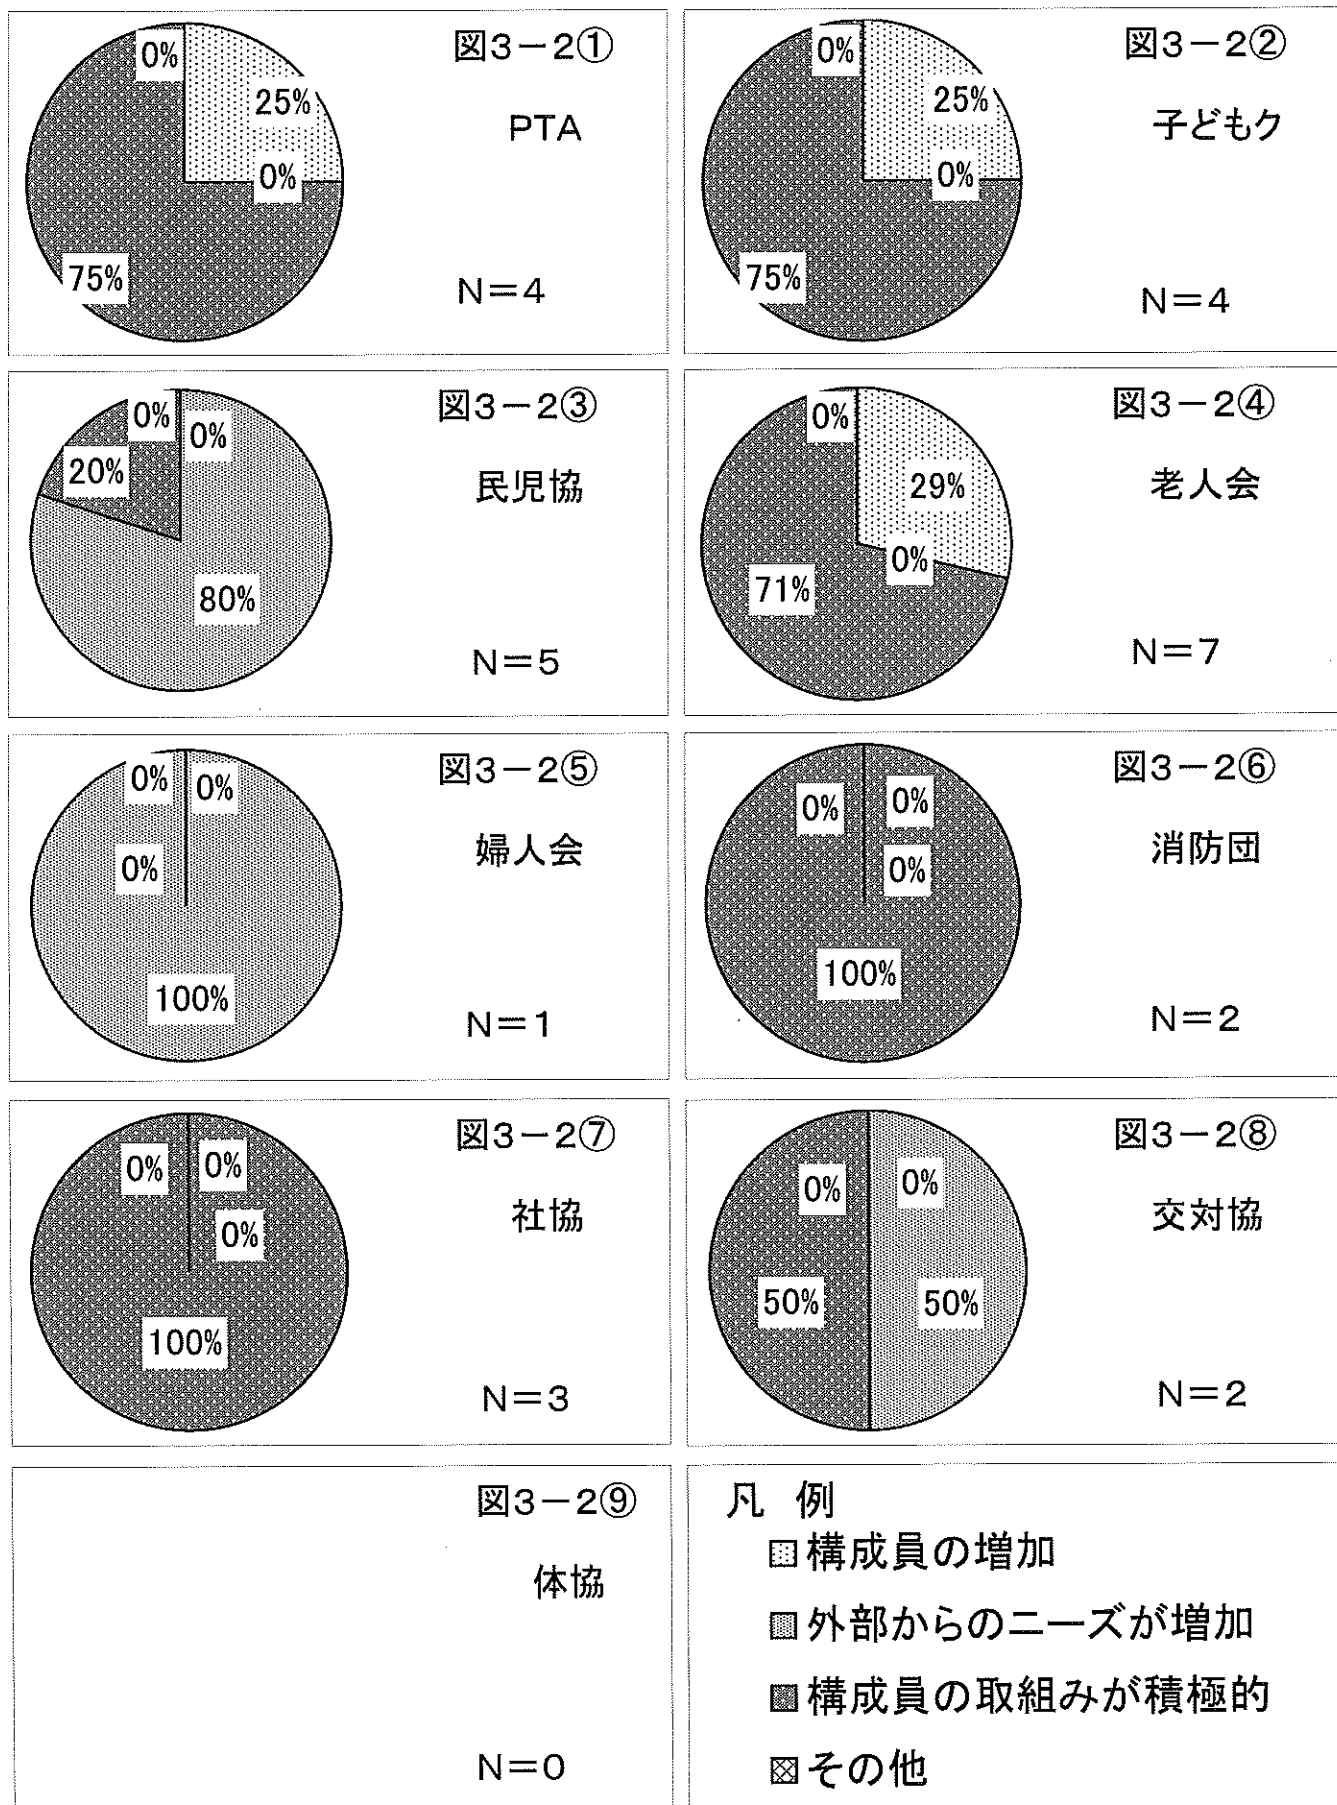 図3-2①
PTA
0%
25%
0%
75%
N=4
図3-2②
子どもク
0%
25%
0%
75%
N=4
図3-2③
民児協
0%
0%
20%
80%
N=5
図3-2④
老人会
0%
29%
0%
71%
N=7
図3-2⑤
婦人会
0%
0%
0%
100%
N=1
図3-2⑥
消防団
0%
0%
0%
100%
N=2
図3-2⑦
社協
0%
0%
0%
100%
N=3
図3-2⑧
交対協
0%
0%
50%
50%
N=2
図3-2⑨
体協
N=0
凡 例
構成員の増加
外部からのニーズが増加
構成員の取組みが積極的
その他